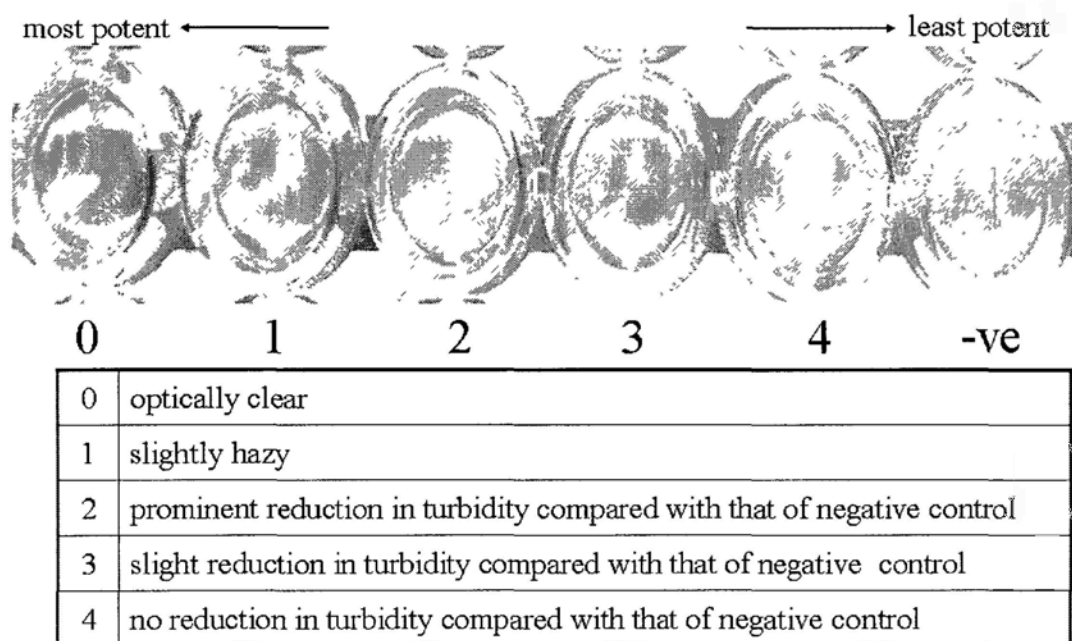 most potent least potent
0 1 2 3 4 -ve
0 optically clear
1 slightly hazy
2 prominent reduction in turbidity compared with that of negative control
3 slight reduction in turbidity compared with that of negative control
4 no reduction in turbidity compared with that of negative control